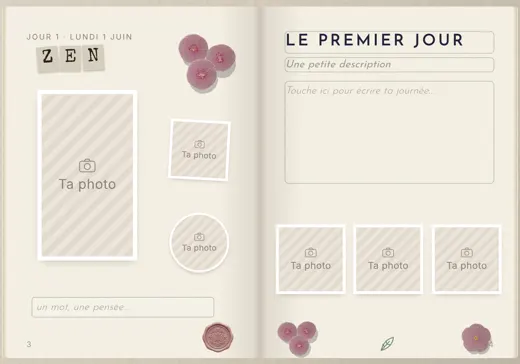 JOUR 1 · LUNDI 1 JUIN
ZEN
Ta photo
Ta photo
Ta photo
un mot, une pensée...
3
LE PREMIER JOUR
Une petite description
Touche ici pour écrire ta journée...
Ta photo
Ta photo
Ta photo